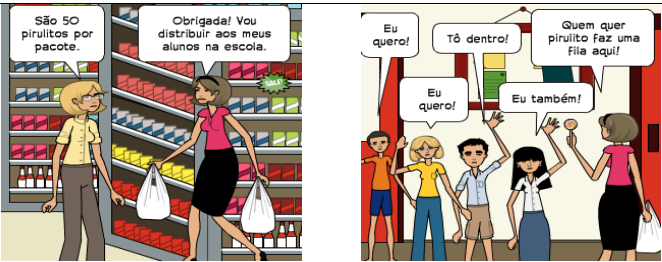 São 50
pirulitos por
pacote.
Obrigada! Vou
distribuir aos meus
alunos na escola.
SALE
Eu
quero!
Eu
quero!
Tô dentro!
Eu também!
Quem quer
pirulito faz uma
fila aqui!